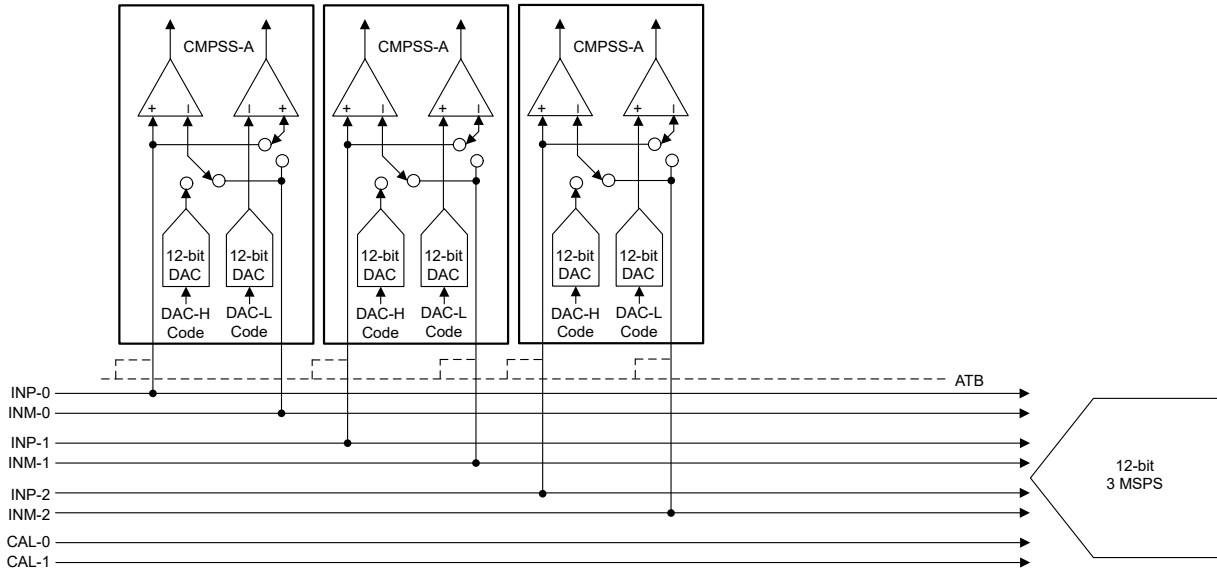 CMPSS-A CMPSS-A CMPSS-A
+ − − + + − + − + − + −
12-bit 12-bit 12-bit 12-bit 12-bit 12-bit
DAC DAC DAC DAC DAC DAC
DAC-H DAC-L DAC-H DAC-L DAC-H DAC-L
Code Code Code Code Code Code
ATB
INP-0
INM-0
INP-1
INM-1
12-bit
3 MSPS
INP-2
INM-2
CAL-0
CAL-1